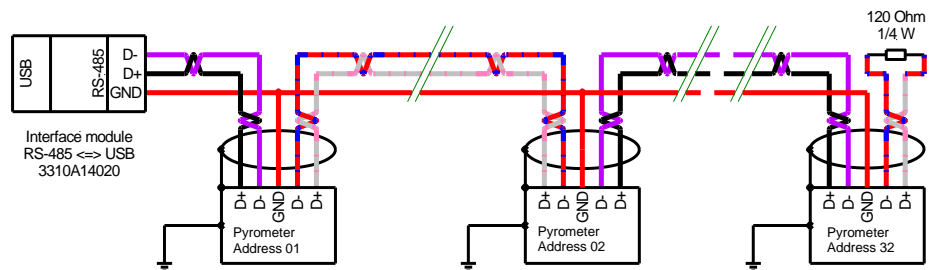 120 Ohm
1/4 W
USB
RS-485
D-
D+
GND
Interface module
RS-485 <=> USB
3310A14020
D+
D-
GND
D-
D+
Pyrometer
Address 01
D+
D-
GND
D-
D+
Pyrometer
Address 02
D+
D-
GND
D-
D+
Pyrometer
Address 32